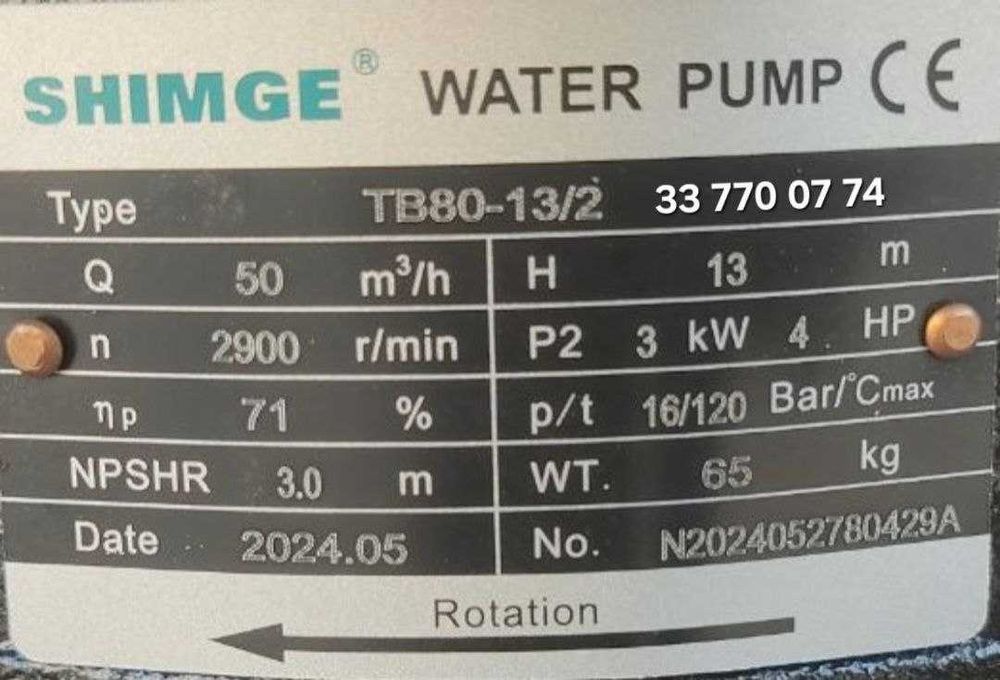 SHIMGE® WATER PUMP CE
Type TB80-13/2 33 770 07 74
Q 50 m³/h H 13 m
n 2900 r/min P2 3 kW 4 HP
ηp 71 % p/t 16/120 Bar/°Cmax
NPSHR 3.0 m WT. 65 kg
Date 2024.05 No. N2024052780429A
Rotation